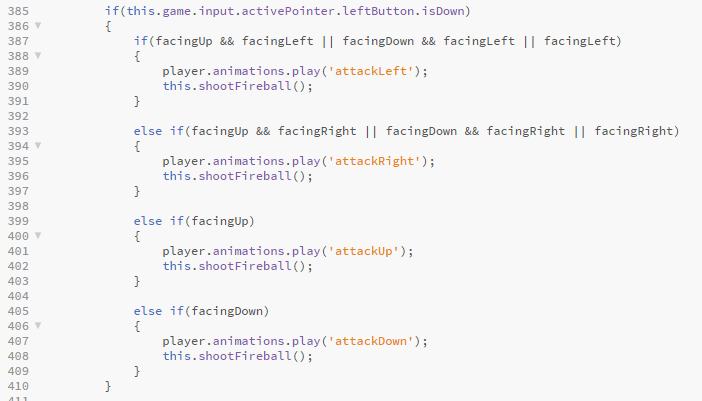 385 if(this.game.input.activePointer.leftButton.isDown)
386 {
387 if(facingUp && facingLeft || facingDown && facingLeft || facingLeft)
388 {
389 player.animations.play('attackLeft');
390 this.shootFireball();
391 }
392
393 else if(facingUp && facingRight || facingDown && facingRight || facingRight)
394 {
395 player.animations.play('attackRight');
396 this.shootFireball();
397 }
398
399 else if(facingUp)
400 {
401 player.animations.play('attackUp');
402 this.shootFireball();
403 }
404
405 else if(facingDown)
406 {
407 player.animations.play('attackDown');
408 this.shootFireball();
409 }
410 }